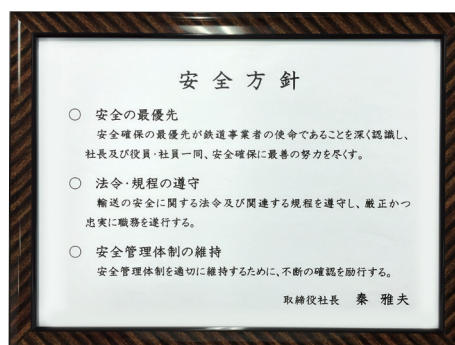 安全方針
○ 安全の最優先
安全確保の最優先が鉄道事業者の使命であることを深く認識し、
社長及び役員・社員一同、安全確保に最善の努力を尽くす。
○ 法令・規程の遵守
輸送の安全に関する法令及び関連する規程を遵守し、厳正かつ
忠実に職務を遂行する。
○ 安全管理体制の維持
安全管理体制を適切に維持するために、不断の確認を励行する。
取締役社長 秦 雅夫